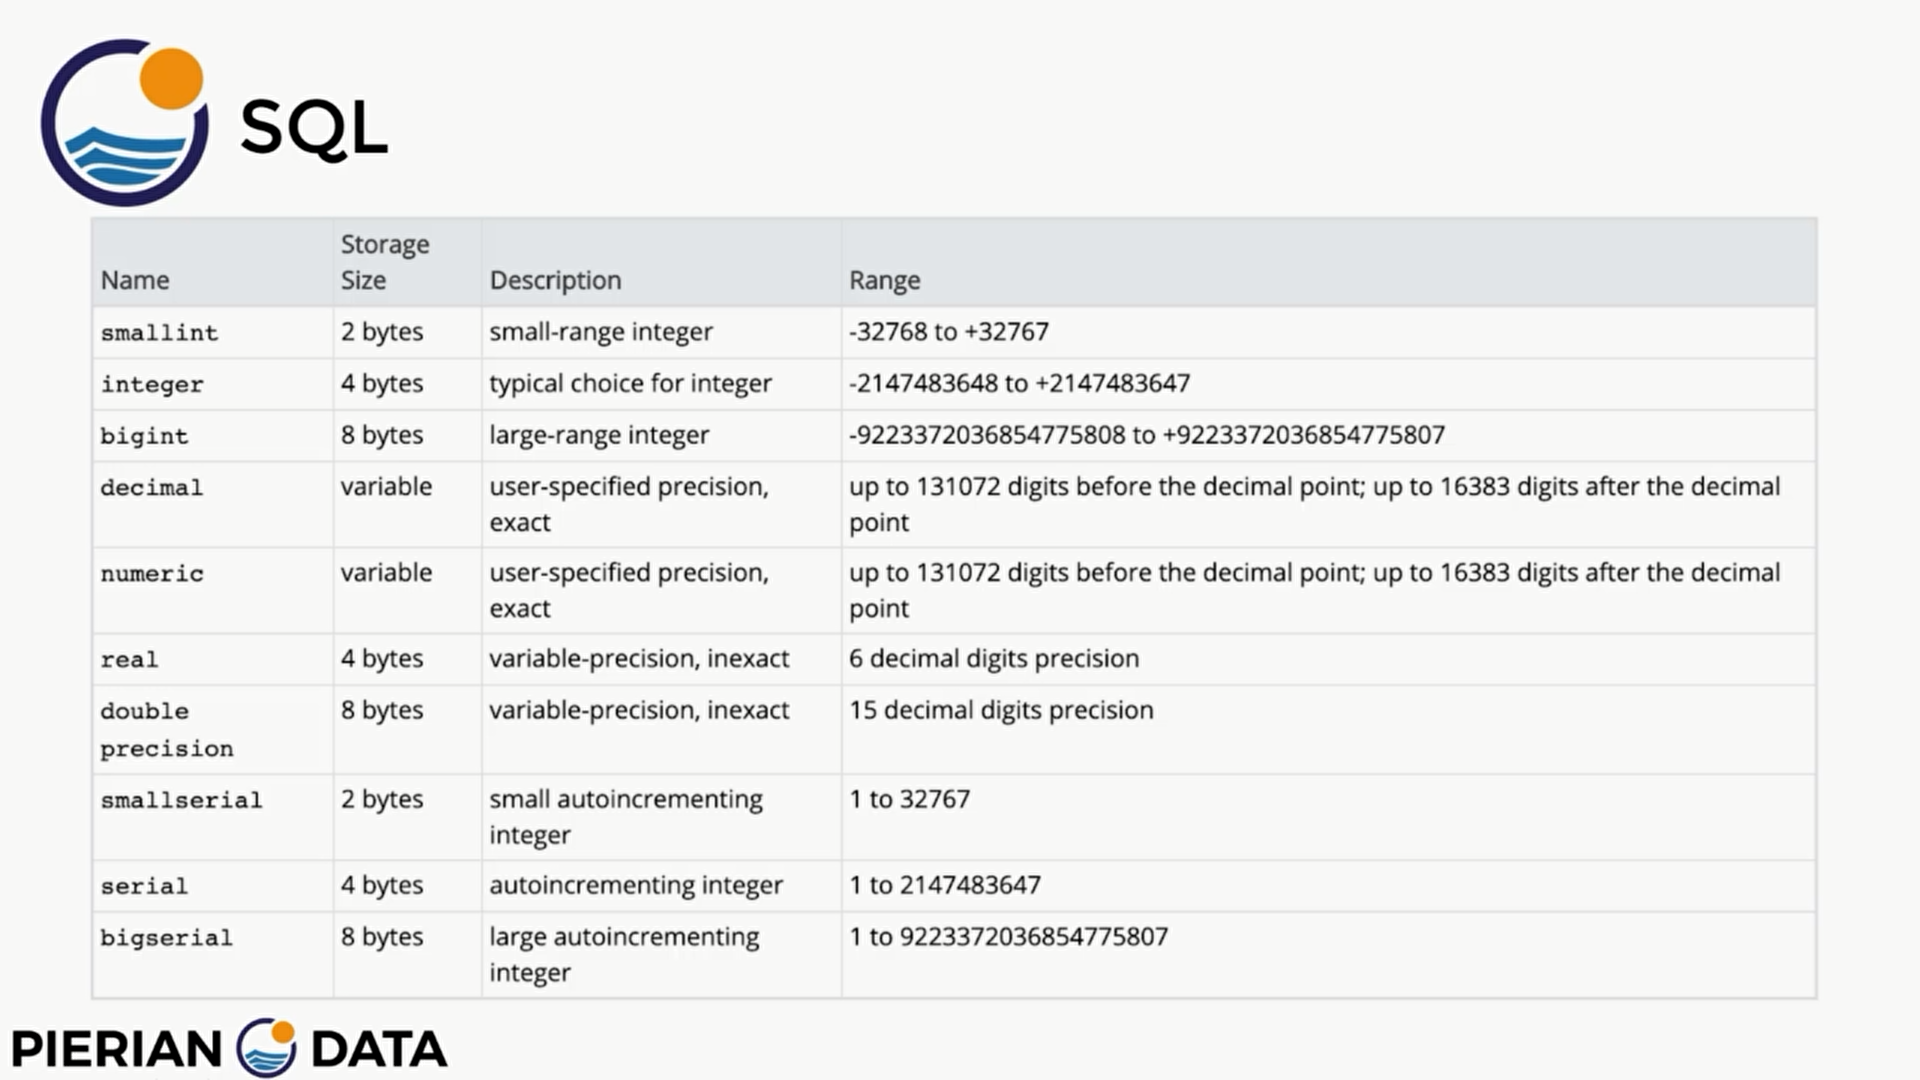 SQL
Name Storage Size Description Range
smallint 2 bytes small-range integer -32768 to +32767
integer 4 bytes typical choice for integer -2147483648 to +2147483647
bigint 8 bytes large-range integer -9223372036854775808 to +9223372036854775807
decimal variable user-specified precision, exact up to 131072 digits before the decimal point; up to 16383 digits after the decimal point
numeric variable user-specified precision, exact up to 131072 digits before the decimal point; up to 16383 digits after the decimal point
real 4 bytes variable-precision, inexact 6 decimal digits precision
double precision 8 bytes variable-precision, inexact 15 decimal digits precision
smallserial 2 bytes small autoincrementing integer 1 to 32767
serial 4 bytes autoincrementing integer 1 to 2147483647
bigserial 8 bytes large autoincrementing integer 1 to 9223372036854775807
PIERIAN DATA